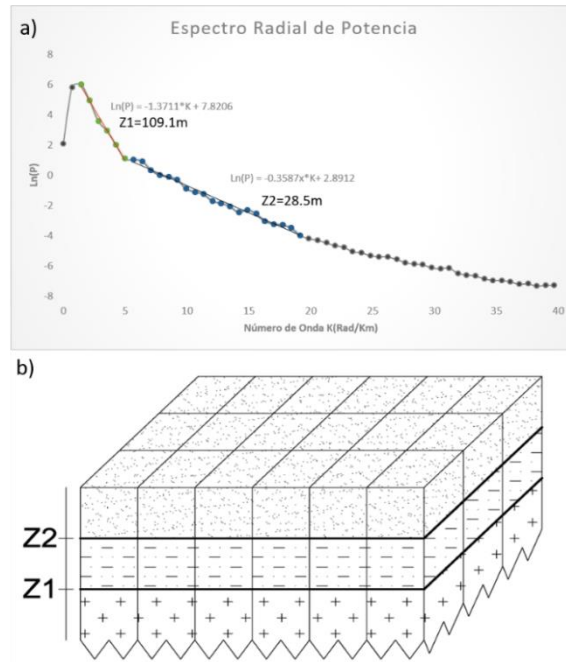 a)
Espectro Radial de Potencia
8
6
4
2
0
-2
-4
-6
-8
Ln(P)
Ln(P) = -1.3711*K + 7.8206
Z1=109.1m
Ln(P) = -0.3587x*K+ 2.8912
Z2=28.5m
0 5 10 15 20 25 30 35 40
Número de Onda K(Rad/Km)
b)
Z2
Z1